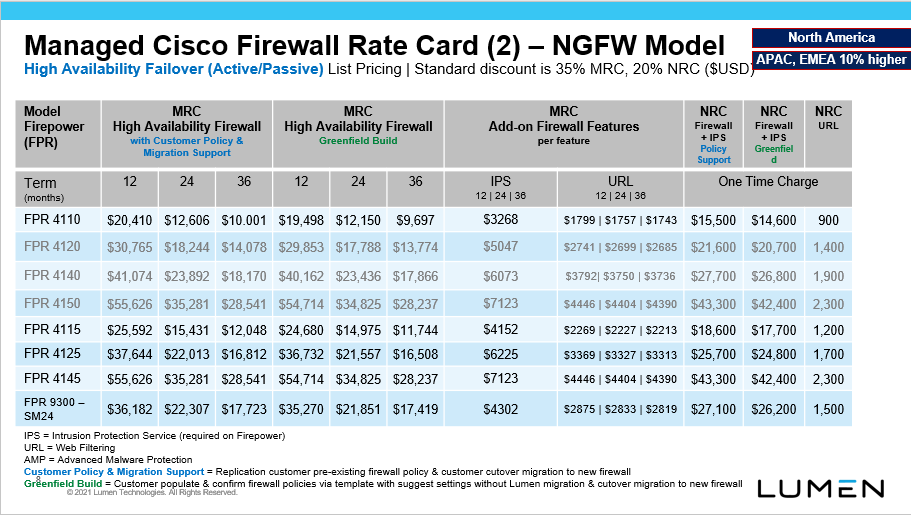 Managed Cisco Firewall Rate Card (2) – NGFW Model
North America
High Availability Failover (Active/Passive) List Pricing | Standard discount is 35% MRC, 20% NRC ($USD)
APAC, EMEA 10% higher
Model Firepower (FPR) MRC High Availability Firewall with Customer Policy & Migration Support MRC High Availability Firewall Greenfield Build MRC Add-on Firewall Features per feature NRC Firewall + IPS Policy Support NRC Firewall + IPS Greenfiel d NRC URL
Term (months) 12 24 36 12 24 36 IPS 12 | 24 | 36 URL 12 | 24 | 36 One Time Charge
FPR 4110 $20,410 $12,606 $10.001 $19,498 $12,150 $9,697 $3268 $1799 | $1757 | $1743 $15,500 $14,600 900
FPR 4120 $30,765 $18,244 $14,078 $29,853 $17,788 $13,774 $5047 $2741 | $2699 | $2685 $21,600 $20,700 1,400
FPR 4140 $41,074 $23,892 $18,170 $40,162 $23,436 $17,866 $6073 $3792| $3750 | $3736 $27,700 $26,800 1,900
FPR 4150 $55,626 $35,281 $28,541 $54,714 $34,825 $28,237 $7123 $4446 | $4404 | $4390 $43,300 $42,400 2,300
FPR 4115 $25,592 $15,431 $12,048 $24,680 $14,975 $11,744 $4152 $2269 | $2227 | $2213 $18,600 $17,700 1,200
FPR 4125 $37,644 $22,013 $16,812 $36,732 $21,557 $16,508 $6225 $3369 | $3327 | $3313 $25,700 $24,800 1,700
FPR 4145 $55,626 $35,281 $28,541 $54,714 $34,825 $28,237 $7123 $4446 | $4404 | $4390 $43,300 $42,400 2,300
FPR 9300 – SM24 $36,182 $22,307 $17,723 $35,270 $21,851 $17,419 $4302 $2875 | $2833 | $2819 $27,100 $26,200 1,500
IPS = Intrusion Protection Service (required on Firepower)
URL = Web Filtering
AMP = Advanced Malware Protection
Customer Policy & Migration Support = Replication customer pre-existing firewall policy & customer cutover migration to new firewall
8
Greenfield Build = Customer populate & confirm firewall policies via template with suggest settings without Lumen migration & cutover migration to new firewall
© 2021 Lumen Technologies. All Rights Reserved.
LUMEN